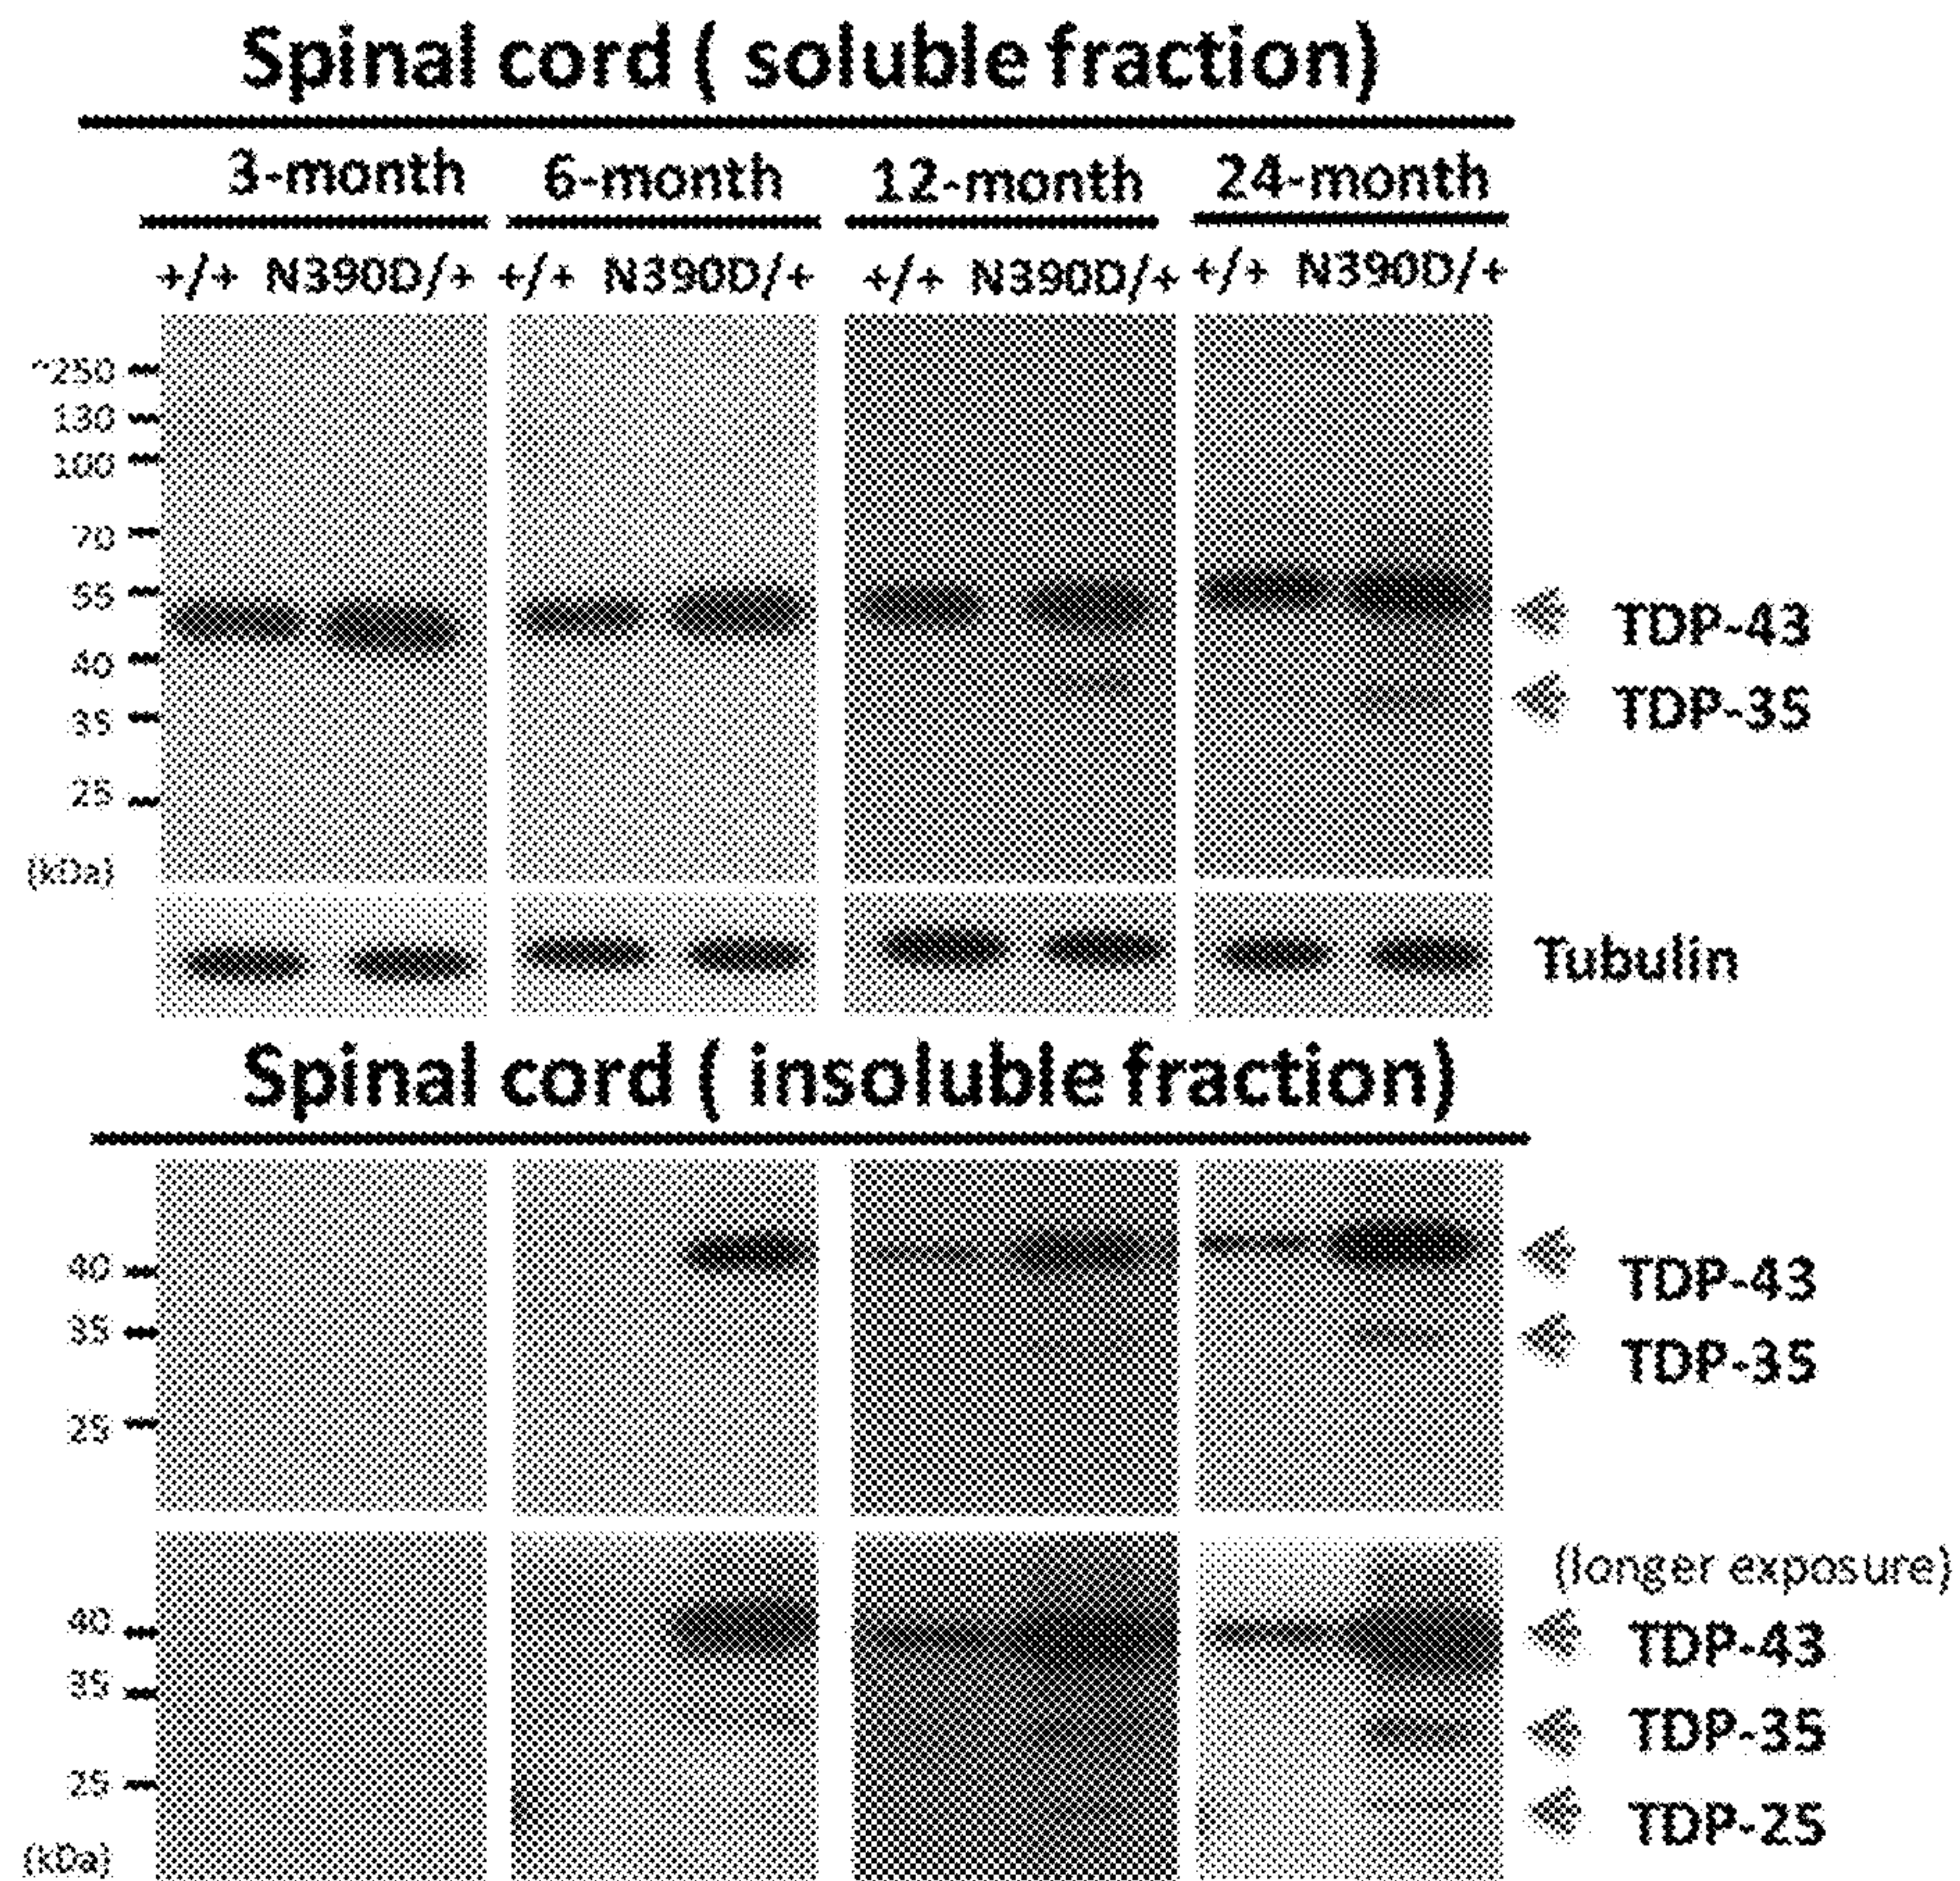 Spinal cord ( soluble fraction)
3-month 6-month 12-month 24-month
+/+ N390D/+ +/+ N390D/+ +/+ N390D/+ +/+ N390D/+
~250
130
100
70
55
40
35
25
(kDa)
TDP-43
TDP-35
Tubulin
Spinal cord ( insoluble fraction)
40
35
25
TDP-43
TDP-35
(longer exposure)
40
35
25
(kDa)
TDP-43
TDP-35
TDP-25